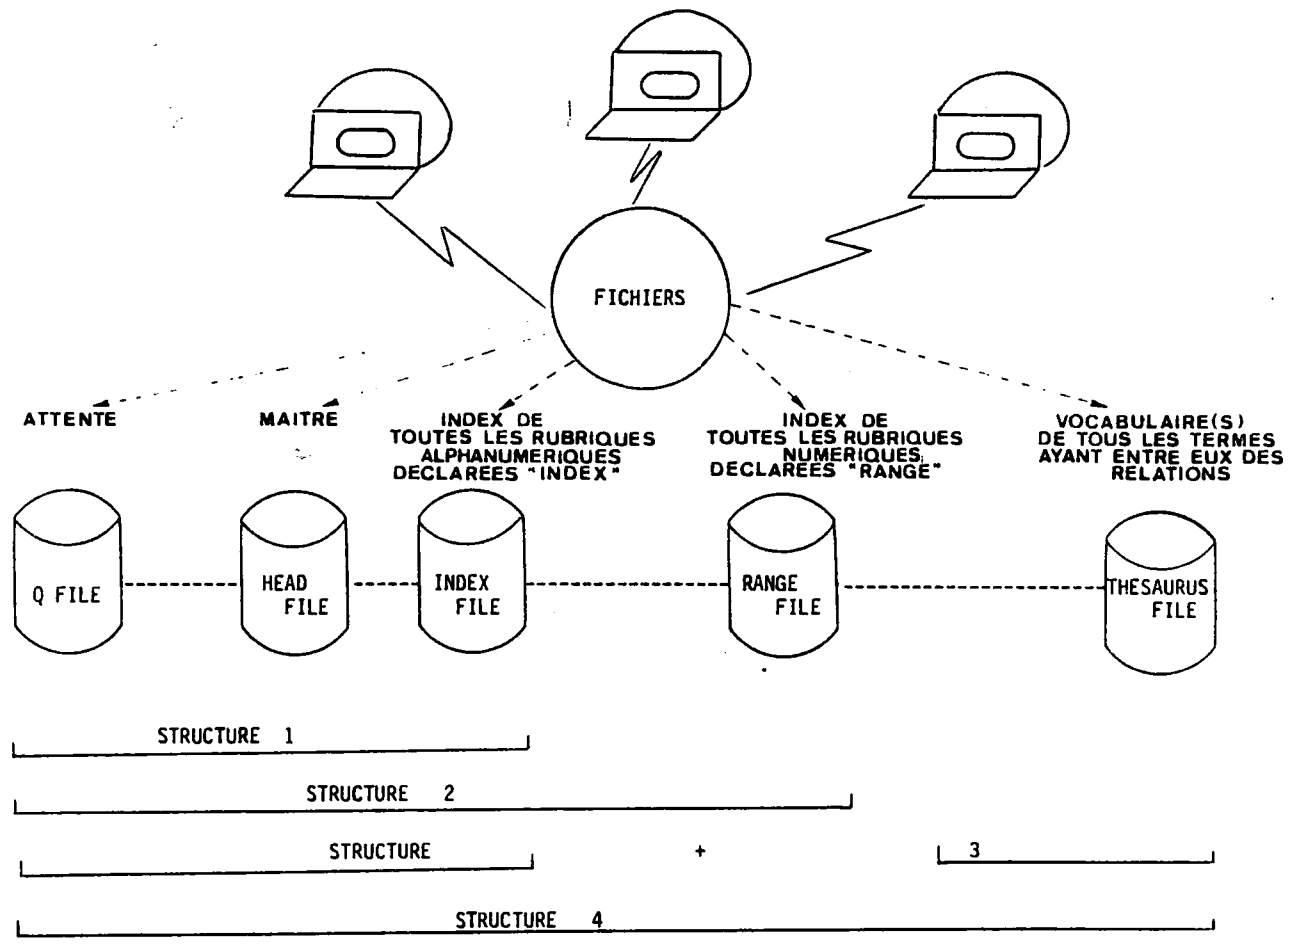 FICHIERS
ATTENTE
MAITRE
INDEX DE
TOUTES LES RUBRIQUES
ALPHANUMERIQUES
DECLAREES "INDEX"
INDEX DE
TOUTES LES RUBRIQUES
NUMERIQUES
DECLAREES "RANGE"
VOCABULAIRE(S)
DE TOUS LES TERMES
AYANT ENTRE EUX DES
RELATIONS
Q FILE
HEAD
FILE
INDEX
FILE
RANGE
FILE
THESAURUS
FILE
STRUCTURE 1
STRUCTURE 2
STRUCTURE + 3
STRUCTURE 4